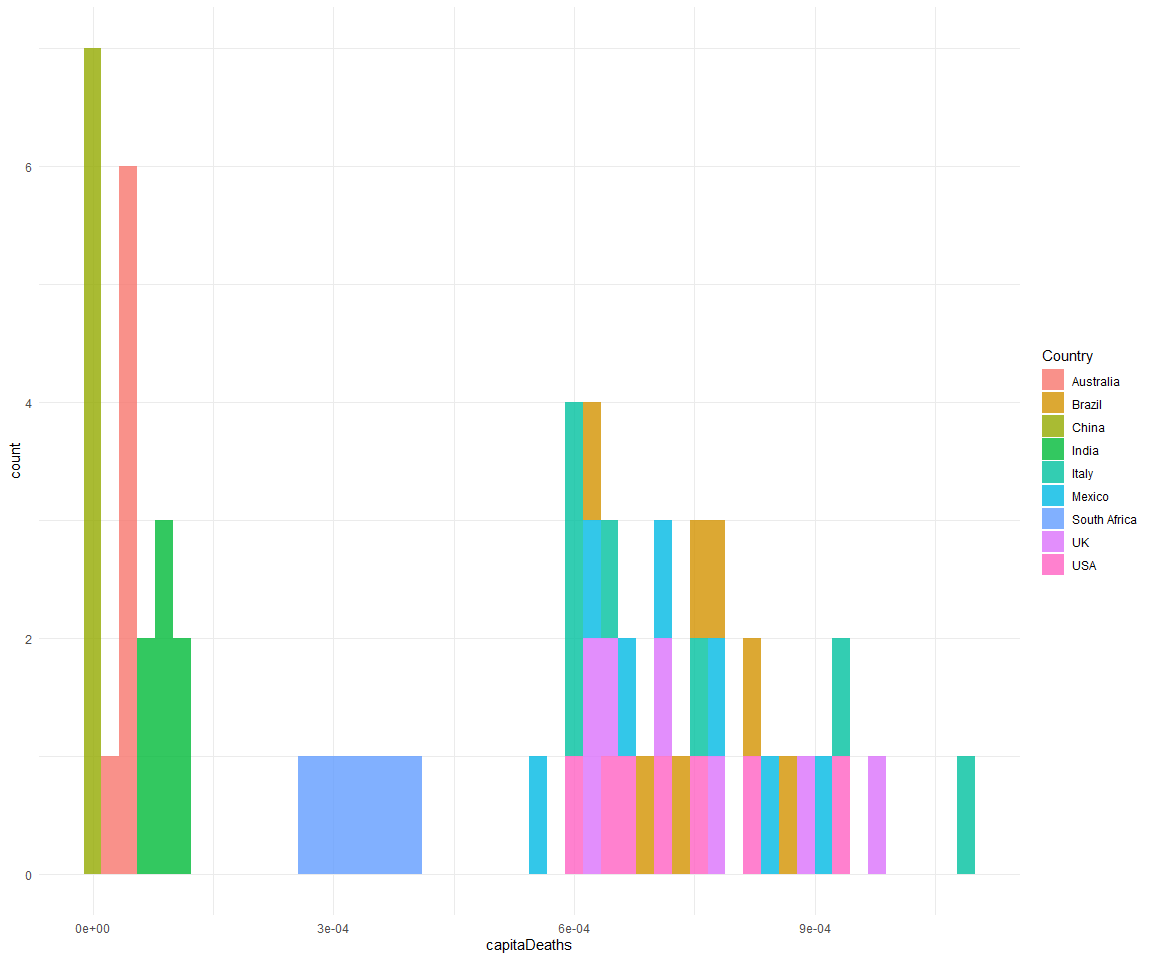 6
4
2
0
count
0e+00
3e-04
6e-04
9e-04
capitaDeaths
Country
Australia
Brazil
China
India
Italy
Mexico
South Africa
UK
USA